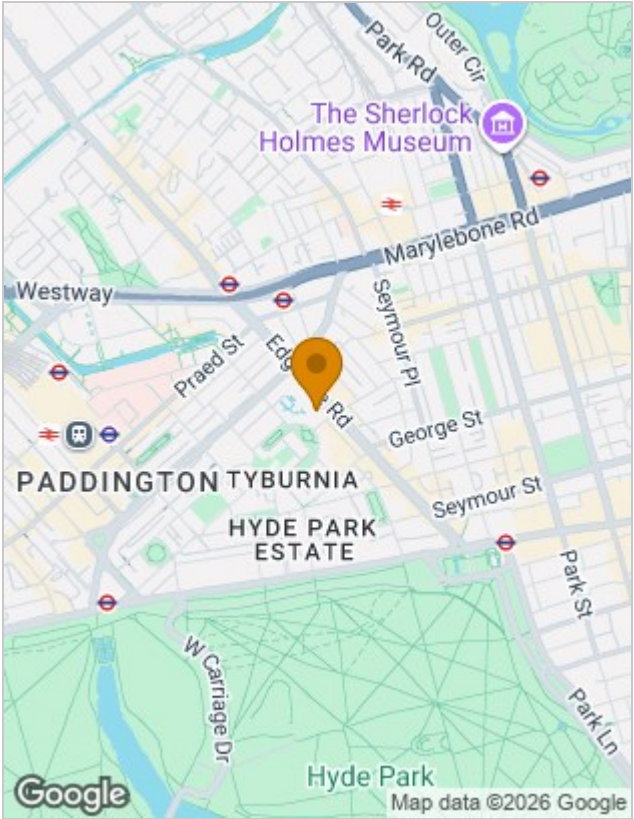 Park Rd
Outer Cir
The Sherlock
Holmes Museum
Marylebone Rd
Westway
Seymour Pl
Praed St
George St
PADDINGTON
TYBURNIA
Seymour St
HYDE PARK
ESTATE
Park St
W Carriage Dr
Park Ln
Hyde Park
Google
Map data ©2026 Google